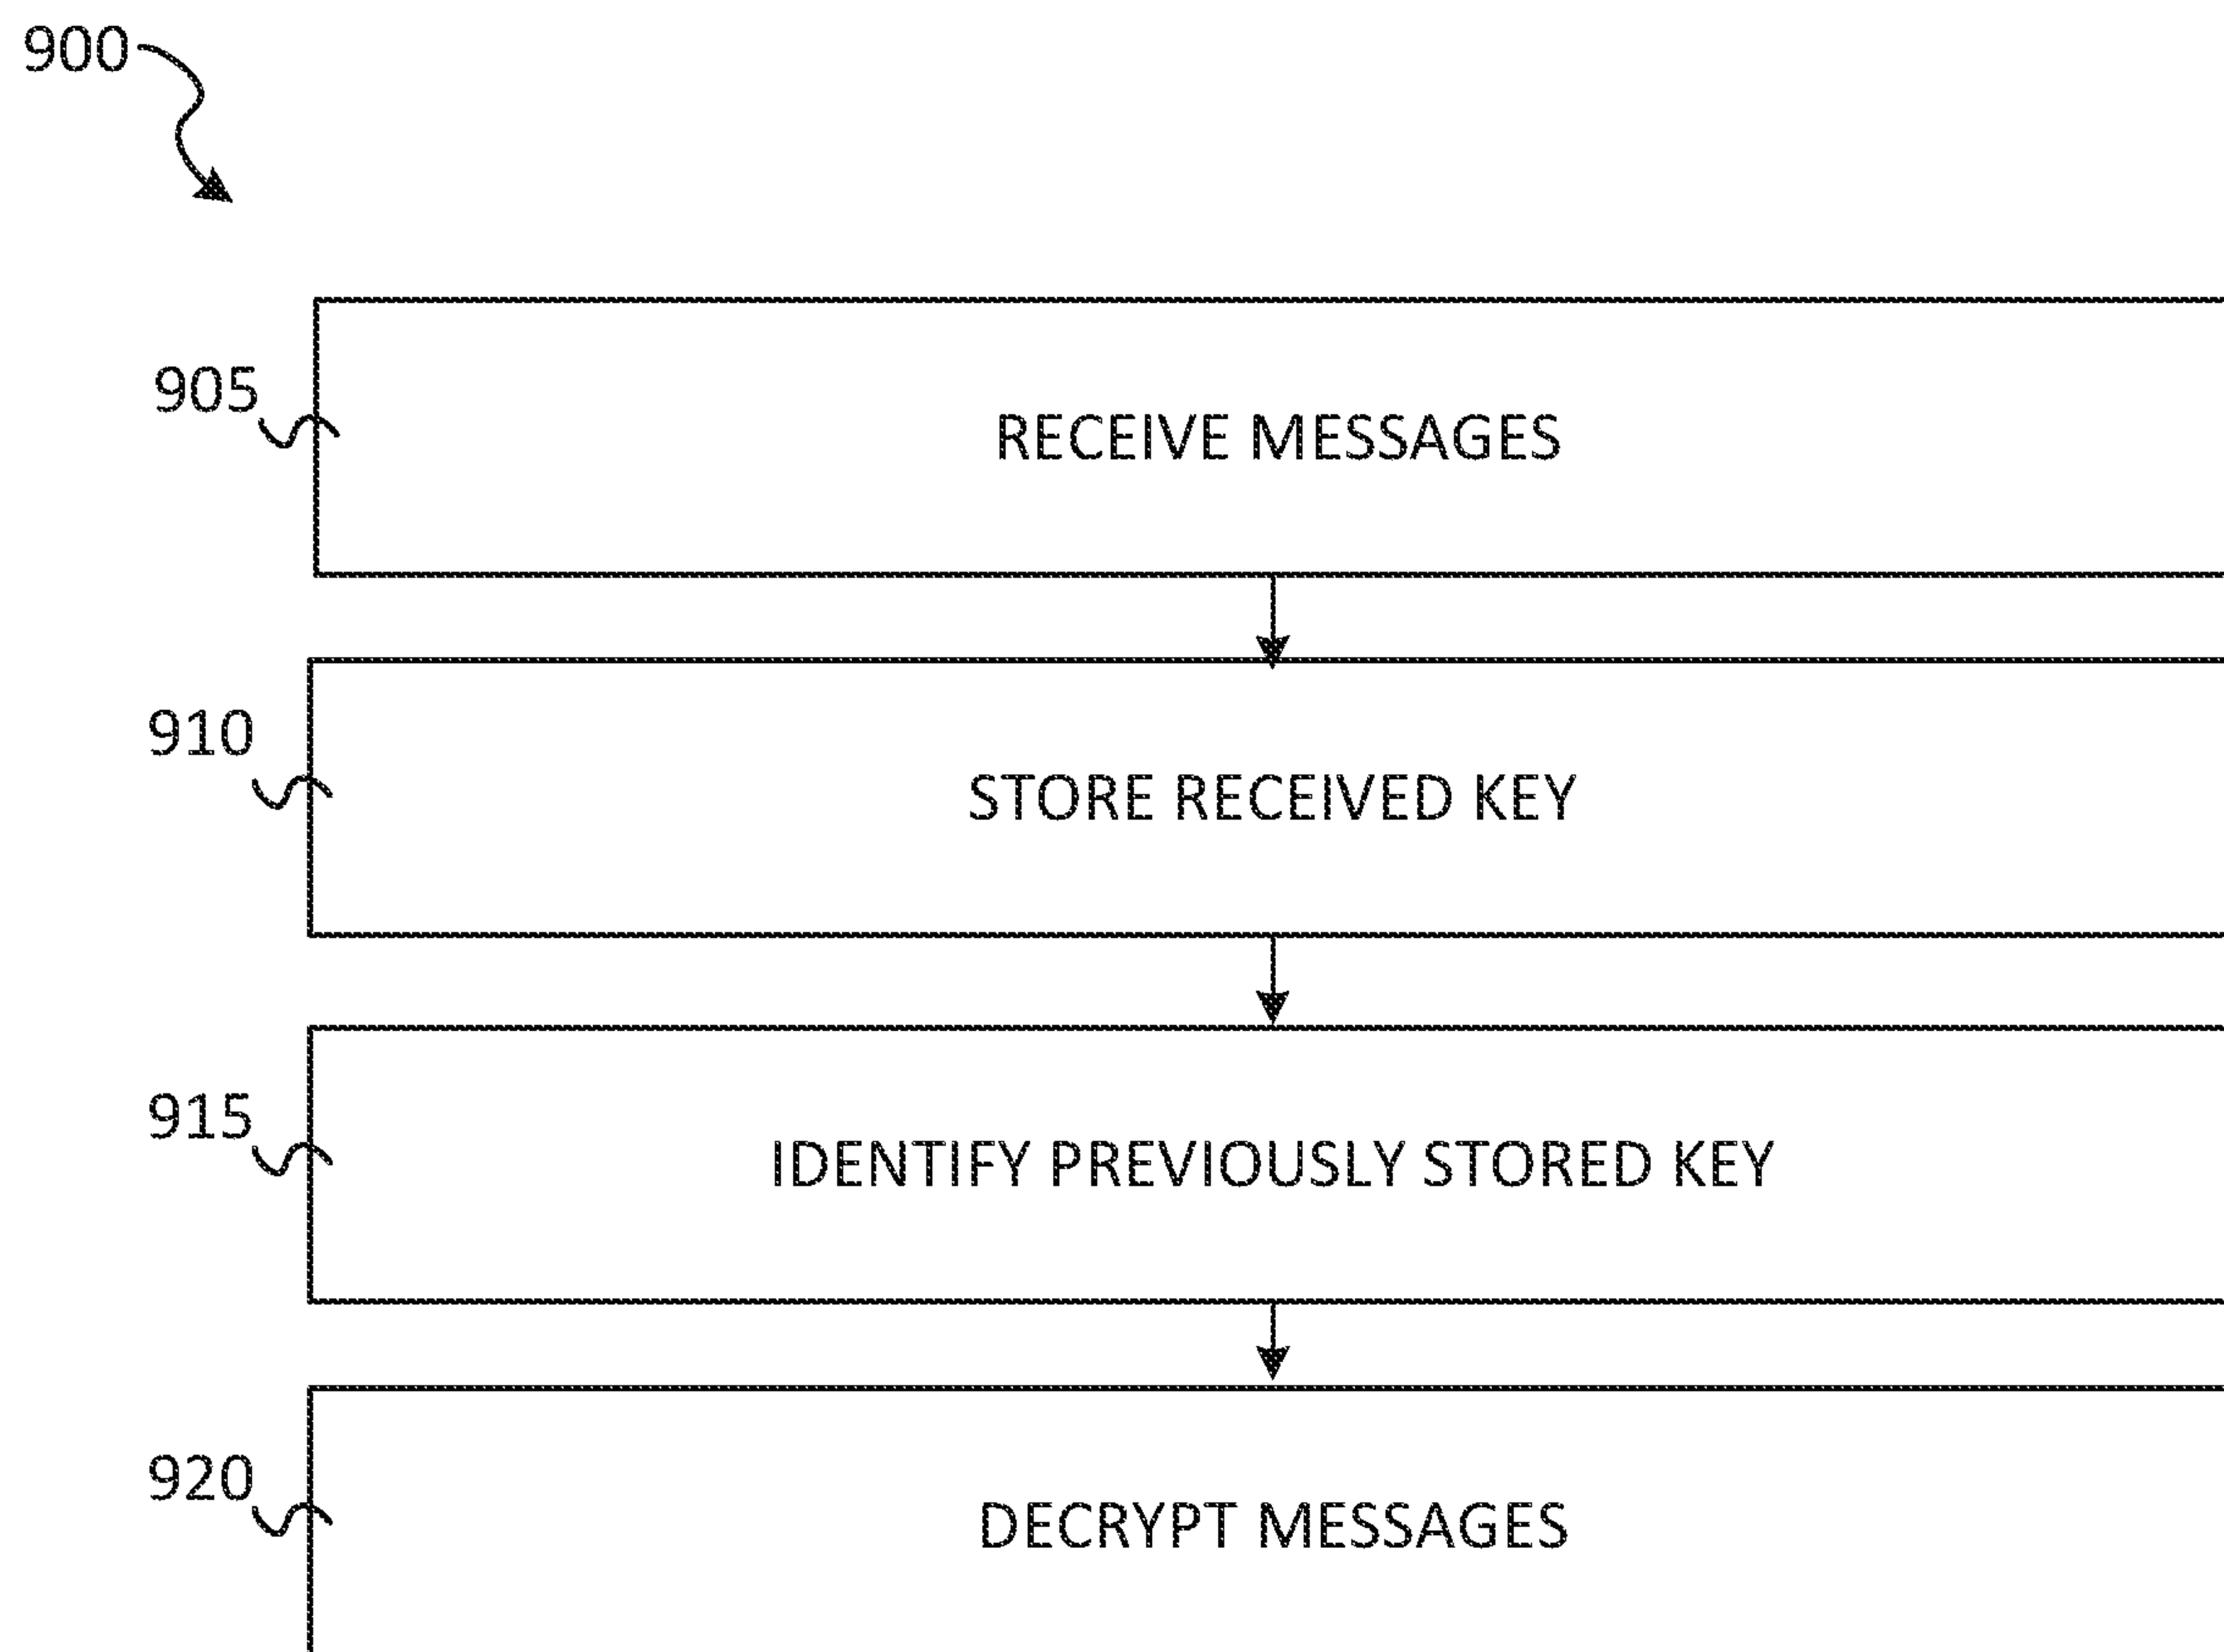 900
905
RECEIVE MESSAGES
910
STORE RECEIVED KEY
915
IDENTIFY PREVIOUSLY STORED KEY
920
DECRYPT MESSAGES